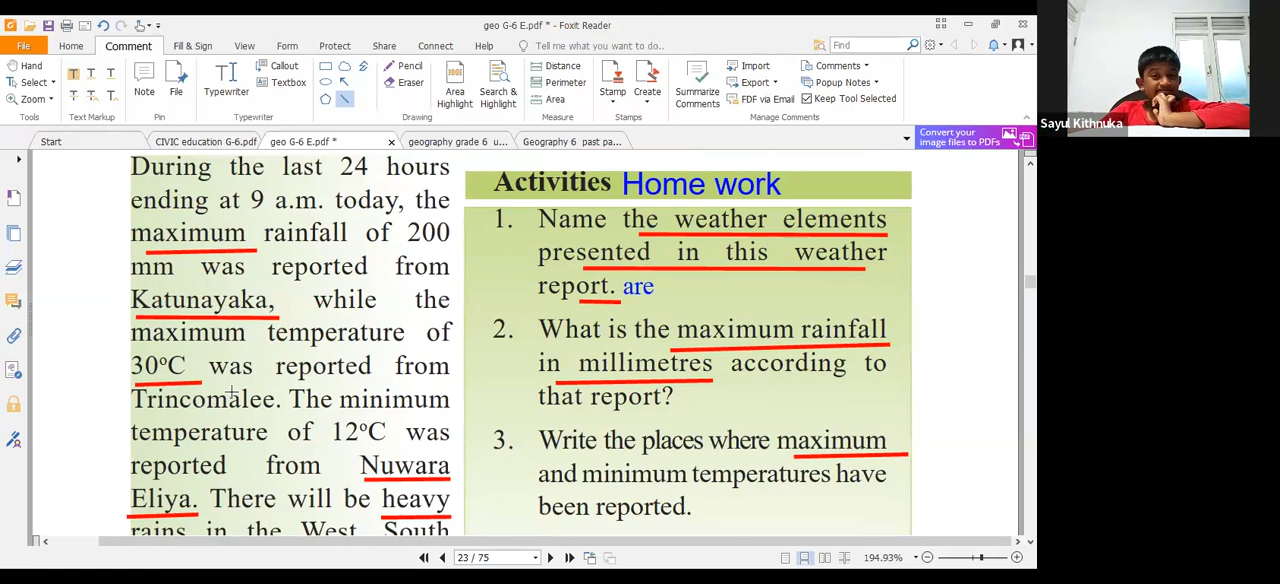 geo G-6 E.pdf * - Foxit Reader
File Home Comment Fill & Sign View Form Protect Share Connect Help Tell me what you want to do.. Find
Hand
Select
Zoom
Tools
Text Markup
Note
File
Pin
Typewriter
Callout
Textbox
Typewriter
Pencil
Eraser
Drawing
Area Highlight
Search & Highlight
Distance
Perimeter
Area
Measure
Stamp
Create
Stamps
Summarize Comments
Import
Export
FDF via Email
Comments
Popup Notes
Keep Tool Selected
Manage Comments
Sayul Kithnuka
Start
CIVIC education G-6.pdf
geo G-6 E.pdf *
geography grade 6 u...
Geography 6 past pa...
Convert your
image files to PDFs
During the last 24 hours
ending at 9 a.m. today, the
maximum rainfall of 200
mm was reported from
Katunayaka, while the
maximum temperature of
30°C was reported from
Trincomalee. The minimum
temperature of 12°C was
reported from Nuwara
Eliya. There will be heavy
rains in the West, South
Activities Home work
1. Name the weather elements
presented in this weather
report. are
2. What is the maximum rainfall
in millimetres according to
that report?
3. Write the places where maximum
and minimum temperatures have
been reported.
23 / 75
194.93%